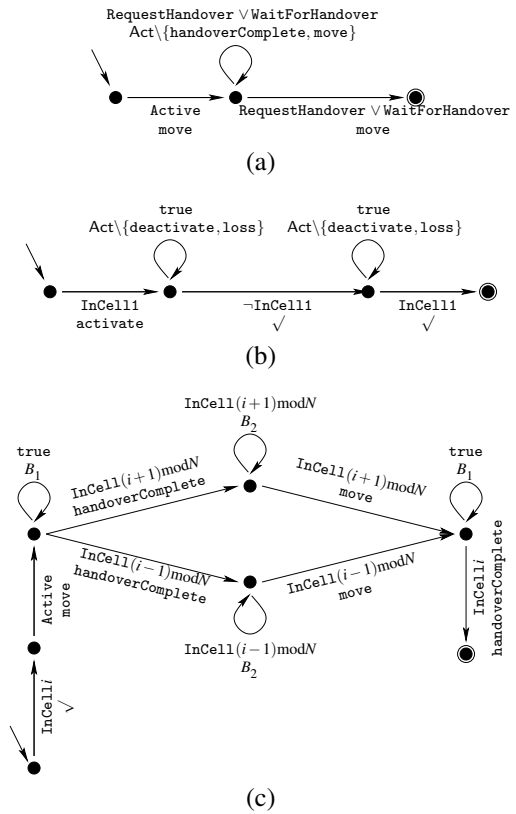 RequestHandover ∨ WaitForHandover
Act\{handoverComplete, move}
Active
move
RequestHandover ∨ WaitForHandover
move
(a)
true
Act\{deactivate, loss}
true
Act\{deactivate, loss}
InCell1
activate
¬InCell1
√
InCell1
√
(b)
InCell(i+1)modN
B₂
true
B₁
InCell(i+1)modN
handoverComplete
InCell(i+1)modN
move
true
B₁
InCell(i−1)modN
handoverComplete
InCell(i−1)modN
move
Active
move
InCelli
handoverComplete
InCell(i−1)modN
B₂
InCelli
√
(c)